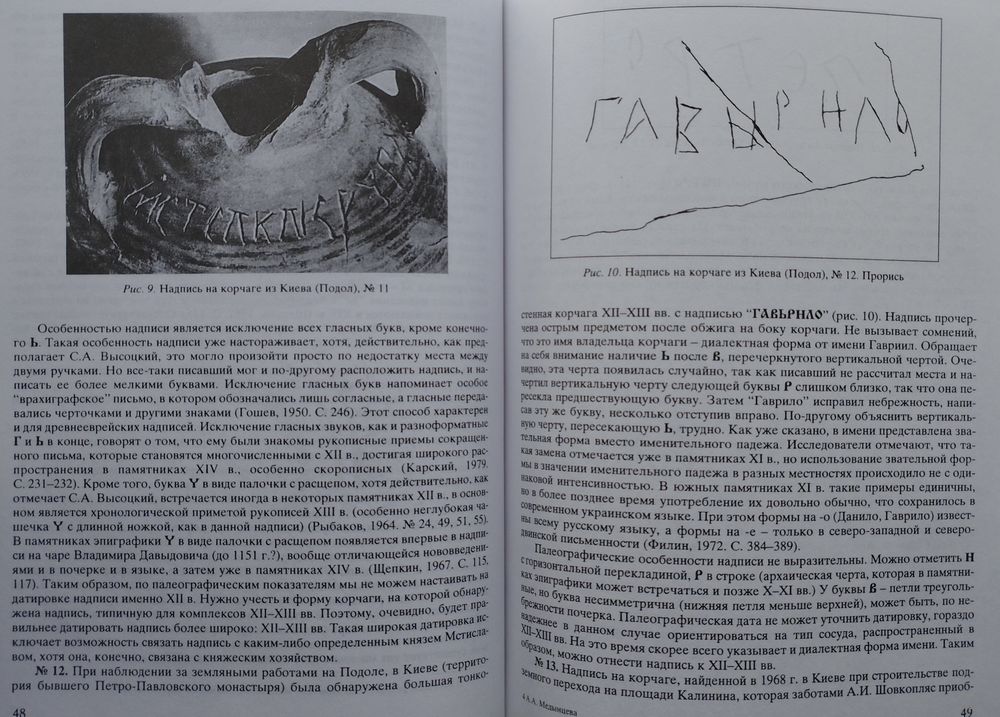 Рис. 9. Надпись на корчаге из Киева (Подол), № 11
Особенностью надписи является исключение всех гласных букв, кроме конечно-
го Ь. Такая особенность надписи уже настораживает, хотя, действительно, как пред-
полагает С.А. Высоцкий, это могло произойти просто по недостатку места между
двумя ручками. Но все-таки писавший мог и по-другому расположить надпись, и на-
писать ее более мелкими буквами. Исключение гласных букв напоминает особое
"врахиграфское" письмо, в котором обозначались лишь согласные, а гласные переда-
вались черточками и другими знаками (Гошев, 1950. С. 246). Этот способ характерен
и для древнееврейских надписей. Исключение гласных звуков, как и разноформатные
Г и Ь в конце, говорят о том, что ему были знакомы рукописные приемы сокращен-
ного письма, которые становятся многочисленными с XII в., достигая широкого рас-
пространения в памятниках XIV в., особенно скорописных (Карский, 1979.
С. 231–232). Кроме того, буква Y в виде палочки с расщепом, хотя действительно, как
отмечает С.А. Высоцкий, встречается иногда в некоторых памятниках XII в., в основ-
ном является хронологической приметой рукописей XIII в. (особенно неглубокая ча-
шечка Y с длинной ножкой, как в данной надписи) (Рыбаков, 1964. № 24, 49, 51, 55).
В памятниках эпиграфики Y в виде палочки с расщепом появляется впервые в надпи-
си на чаре Владимира Давыдовича (до 1151 г.?), вообще отличающейся нововведени-
ями и в почерке и в языке, а затем уже в памятниках XIV в. (Щепкин, 1967. С. 115,
117). Таким образом, по палеографическим показателям мы не можем настаивать на
датировке надписи именно XII в. Нужно учесть и форму корчаги, на которой обнару-
жена надпись, типичную для комплексов XII–XIII вв. Поэтому, очевидно, будет пра-
вильнее датировать надпись более широко: XII–XIII вв. Такая широкая датировка ис-
ключает возможность связать надпись с каким-либо определенным князем Мстисла-
вом, хотя она, конечно, связана с княжеским хозяйством.
№ 12. При наблюдении за земляными работами на Подоле, в Киеве (террито-
рия бывшего Петро-Павловского монастыря) была обнаружена большая тонко-
48
ГАВЬРНЛО
Рис. 10. Надпись на корчаге из Киева (Подол), № 12. Прорись
стенная корчага XII–XIII вв. с надписью "ГАВЬРНЛО" (рис. 10). Надпись прочер-
чена острым предметом после обжига на боку корчаги. Не вызывает сомнений,
что это имя владельца корчаги – диалектная форма от имени Гавриил. Обращает
на себя внимание наличие Ь после В, перечеркнутого вертикальной чертой. Оче-
видно, эта черта появилась случайно, так как писавший не рассчитал места и на-
чертил вертикальную черту следующей буквы Р слишком близко, так что она пе-
ресекла предшествующую букву. Затем "Гаврило" исправил небрежность, напи-
сав эту же букву, несколько отступив вправо. По-другому объяснить вертикаль-
ную черту, пересекающую Ь, трудно. Как уже сказано, в имени представлена зва-
тельная форма вместо именительного падежа. Исследователи отмечают, что та-
кая замена отмечается уже в памятниках XI в., но использование звательной фор-
мы в значении именительного падежа в разных местностях происходило не с оди-
наковой интенсивностью. В южных памятниках XI в. такие примеры единичны,
но в более позднее время употребление их довольно обычно, что сохранилось в
современном украинском языке. При этом формы на -о (Данило, Гаврило) извест-
ны всему русскому языку, а формы на -е – только в северо-западной и северо-
двинской письменности (Филин, 1972. С. 384–389).
Палеографические особенности надписи не выразительны. Можно отметить Н
с горизонтальной перекладиной, Р в строке (архаическая черта, которая в памятни-
ках эпиграфики может встречаться и позже X–XI вв.) У буквы В – петли треуголь-
ные, но буква несимметрична (нижняя петля меньше верхней), может быть, по не-
брежности почерка. Палеографическая дата не может уточнить датировку, гораздо
надежнее в данном случае ориентироваться на тип сосуда, распространенный в
XII–XIII вв. На это время скорее всего указывает и диалектная форма имени. Таким
образом, можно отнести надпись к XII–XIII вв.
№ 13. Надпись на корчаге, найденной в 1968 г. в Киеве при строительстве под-
земного перехода на площади Калинина, которая заботами А.И. Шовкопляс приоб-
4 А.А. Медынцева
49